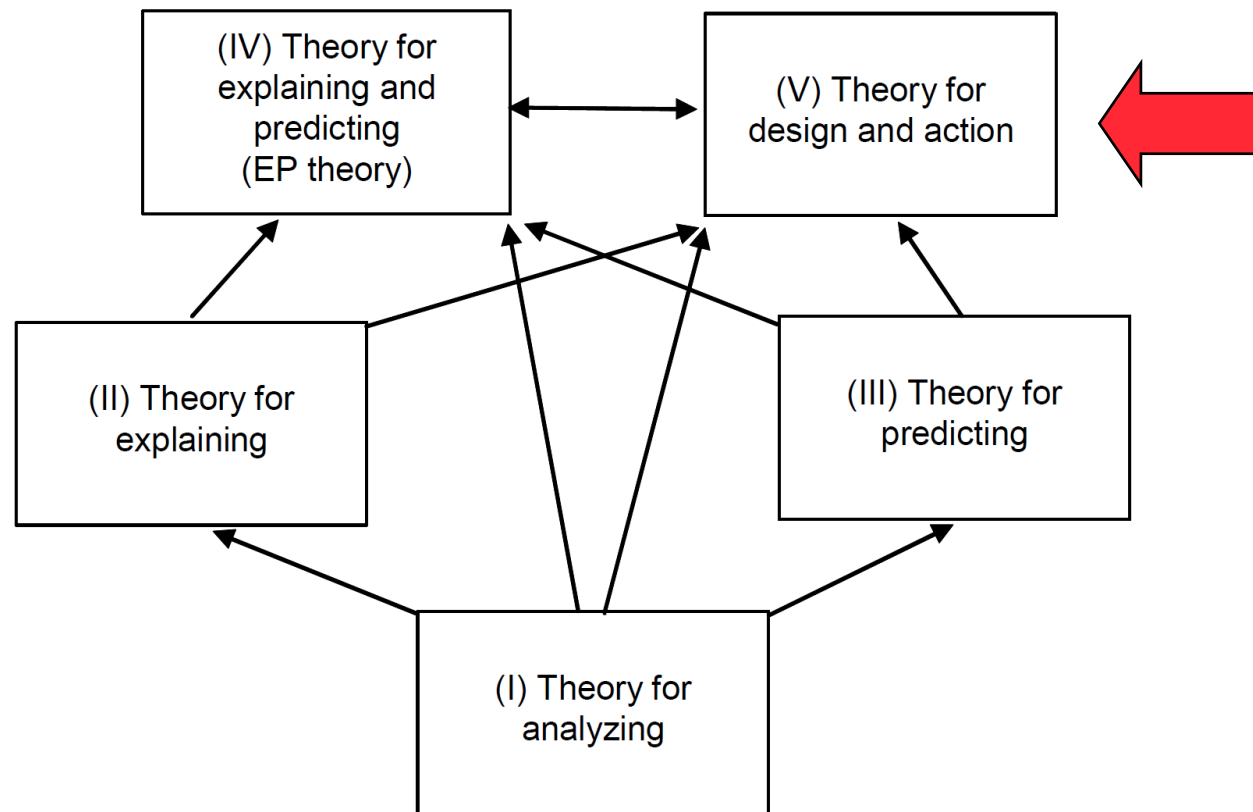 (IV) Theory for
explaining and
predicting
(EP theory)
(V) Theory for
design and action
(II) Theory for
explaining
(III) Theory for
predicting
(I) Theory for
analyzing